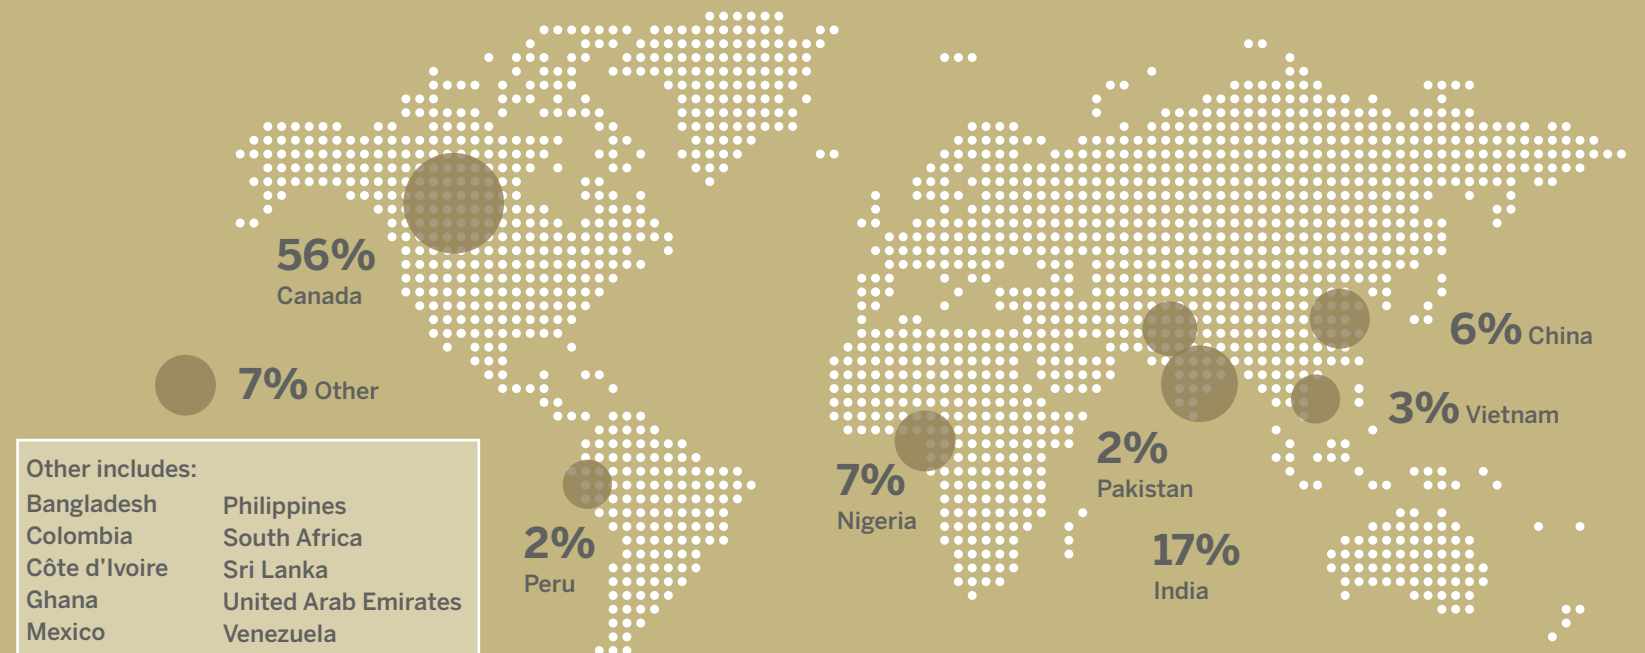 56%
Canada
7% Other
Other includes:
Bangladesh
Colombia
Côte d’Ivoire
Ghana
Mexico
Philippines
South Africa
Sri Lanka
United Arab Emirates
Venezuela
2%
Peru
7%
Nigeria
2%
Pakistan
17%
India
6% China
3% Vietnam